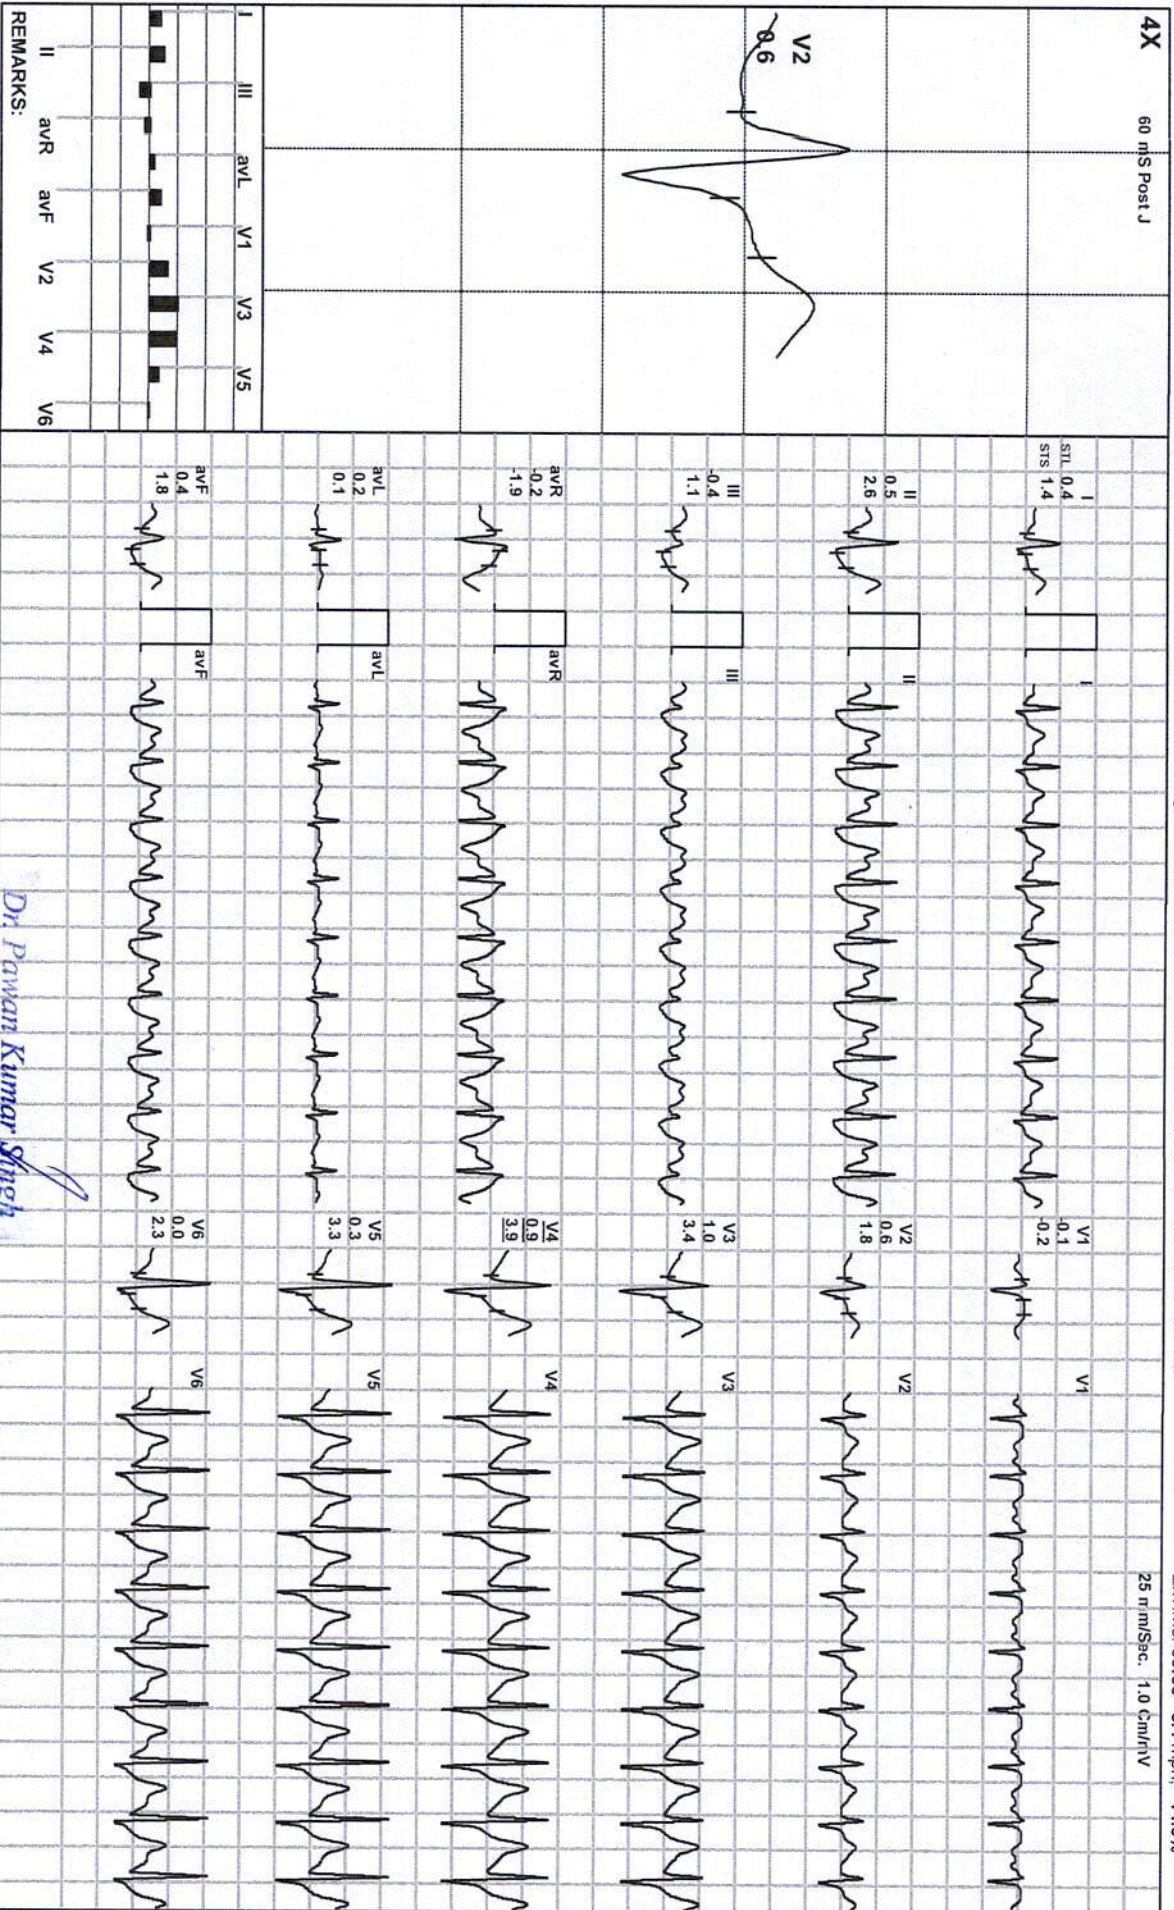 4X
60 mS Post J
25 mm/Sec. 1.0 Cm/mV
V2
0.6
I
STL 0.4
STS 1.4
I
V1
-0.1
-0.2
V1
II
0.5
2.6
II
V2
0.6
1.8
V2
III
-0.4
1.1
III
V3
1.0
3.4
V3
avR
-0.2
-1.9
avR
V4
0.9
3.9
V4
avL
0.2
0.1
avL
V5
0.3
3.3
V5
avF
0.4
1.8
avF
V6
0.0
2.3
V6
I III avL V1 V3 V5
II avR avF V2 V4 V6
REMARKS:
Dr. Pawan Kumar Singh